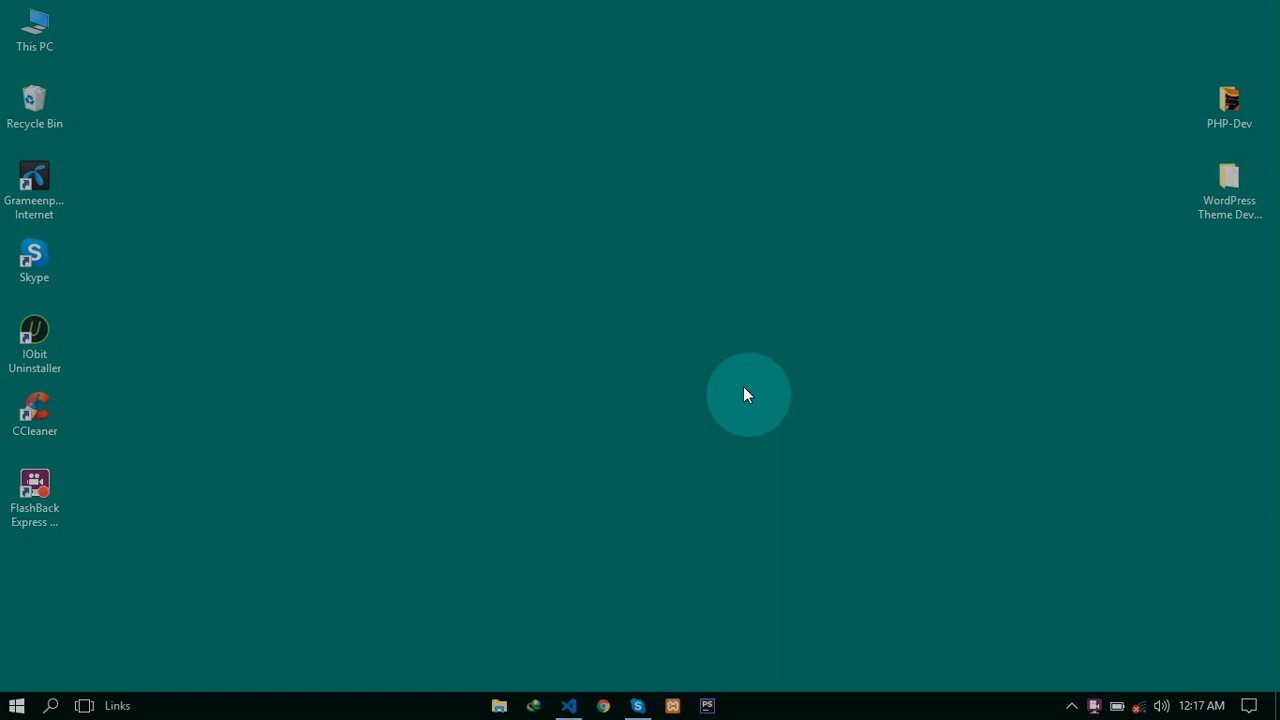 This PC
Recycle Bin
Grameenp...
Internet
Skype
IObit
Uninstaller
CCleaner
FlashBack
Express ...
PHP-Dev
WordPress
Theme Dev...
Links
PS
12:17 AM